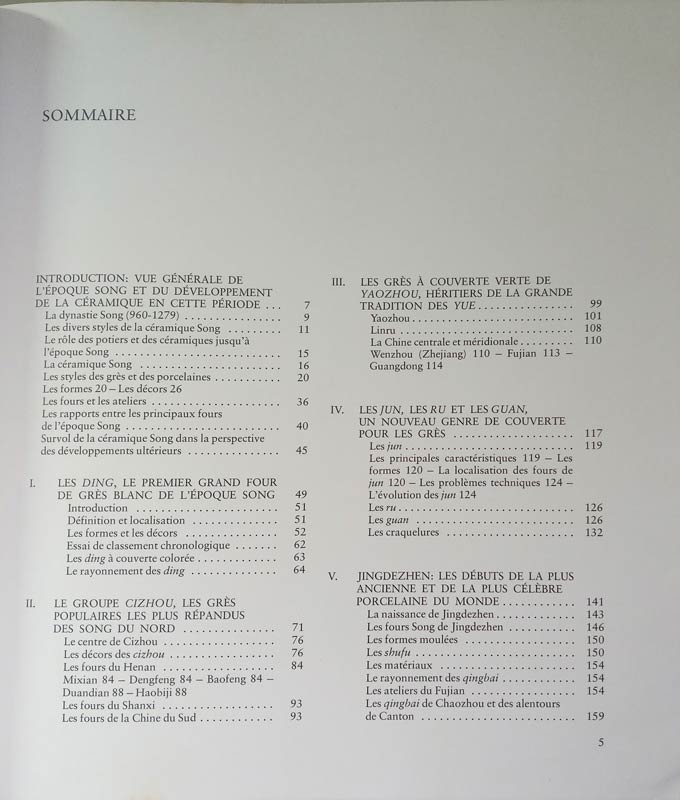 SOMMAIRE
INTRODUCTION: VUE GÉNÉRALE DE
L'ÉPOQUE SONG ET DU DÉVELOPPEMENT
DE LA CÉRAMIQUE EN CETTE PÉRIODE ... 7
La dynastie Song (960-1279) ................ 9
Les divers styles de la céramique Song ......... 11
Le rôle des potiers et des céramiques jusqu'à
l'époque Song ............................ 15
La céramique Song ........................ 16
Les styles des grès et des porcelaines ........... 20
Les formes 20 – Les décors 26
Les fours et les ateliers ...................... 36
Les rapports entre les principaux fours
de l'époque Song .......................... 40
Survol de la céramique Song dans la perspective
des développements ultérieurs ............... 45
I. LES DING, LE PREMIER GRAND FOUR
DE GRÈS BLANC DE L'ÉPOQUE SONG 49
Introduction ........................ 51
Définition et localisation .............. 51
Les formes et les décors ............... 52
Essai de classement chronologique ....... 62
Les ding à couverte colorée .............. 63
Le rayonnement des ding .............. 64
II. LE GROUPE CIZHOU, LES GRÈS
POPULAIRES LES PLUS RÉPANDUS
DES SONG DU NORD ............... 71
Le centre de Cizhou ................... 76
Les décors des cizhou ................. 76
Les fours du Henan ................... 84
Mixian 84 – Dengfeng 84 – Baofeng 84 –
Duandian 88 – Haobiji 88
Les fours du Shanxi ................... 93
Les fours de la Chine du Sud ............ 93
III. LES GRÈS À COUVERTE VERTE DE
YAOZHOU, HÉRITIERS DE LA GRANDE
TRADITION DES YUE ................ 99
Yaozhou ........................... 101
Linru ............................. 108
La Chine centrale et méridionale ......... 110
Wenzhou (Zhejiang) 110 – Fujian 113 –
Guangdong 114
IV. LES JUN, LES RU ET LES GUAN,
UN NOUVEAU GENRE DE COUVERTE
POUR LES GRÈS .................... 117
Les jun ............................ 119
Les principales caractéristiques 119 – Les
formes 120 – La localisation des fours de
jun 120 – Les problèmes techniques 124 –
L'évolution des jun 124
Les ru ............................. 126
Les guan .......................... 126
Les craquelures ..................... 132
V. JINGDEZHEN: LES DÉBUTS DE LA PLUS
ANCIENNE ET DE LA PLUS CÉLÈBRE
PORCELAINE DU MONDE ............ 141
La naissance de Jingdezhen ............. 143
Les fours Song de Jingdezhen ........... 146
Les formes moulées .................. 150
Les shufu .......................... 150
Les matériaux ....................... 154
Le rayonnement des qingbai ............ 154
Les ateliers du Fujian ................. 154
Les qingbai de Chaozhou et des alentours
de Canton .......................... 159
5